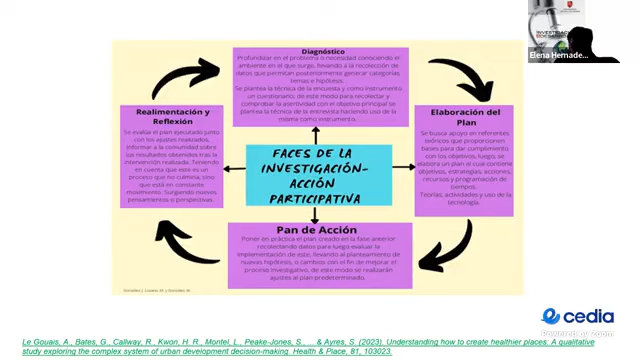 INVESTIGACIÓN
Elena Hernade...
Diagnóstico
Profundizar en el problema o necesidad conociendo el
ambiente en el que surge, llevando a la recolección de
datos que permitan posteriormente generar categorías
temas e hipótesis.
Se plantea la técnica de la encuesta y como instrumento
un cuestionario, de este modo para recolectar y
comprobar la asertividad con el objetivo principal se
plantea la técnica de la entrevista haciendo uso de la
misma como instrumento.
Realimentación y
Reflexión
Se evalúa el plan ejecutado junto
con los ajustes realizados,
informar a la comunidad sobre
los resultados obtenidos tras la
intervención realizada. Teniendo
en cuenta que este es un
proceso que no culmina, sino
que está en constante
movimiento. Surgiendo nuevos
pensamientos o perspectivas.
FACES DE LA
INVESTIGACIÓN-
ACCIÓN
PARTICIPATIVA
Elaboración del
Plan
Se busca apoyo en referentes
teóricos que proporcionen
bases para dar cumplimiento
con los objetivos, luego, se
elabora un plan el cual contiene
objetivos, estrategias, acciones,
recursos y programación de
tiempos.
Teorías, actividades y uso de la
tecnología.
Pan de Acción
Poner en práctica el plan creado en la fase anterior
recolectando datos para luego evaluar la
implementación de este, llevando al planteamiento de
nuevas hipótesis, o cambios con el fin de mejorar el
proceso investigativo, de este modo se realizarán
ajustes al plan predeterminado.
González J, Lozano M, y González M.
cedia
Powered by Zoom
Le Gouais, A., Bates, G., Callway, R., Kwon, H. R., Montel, L., Peake-Jones, S., ... & Ayres, S. (2023). Understanding how to create healthier places: A qualitative
study exploring the complex system of urban development decision-making. Health & Place, 81, 103023.